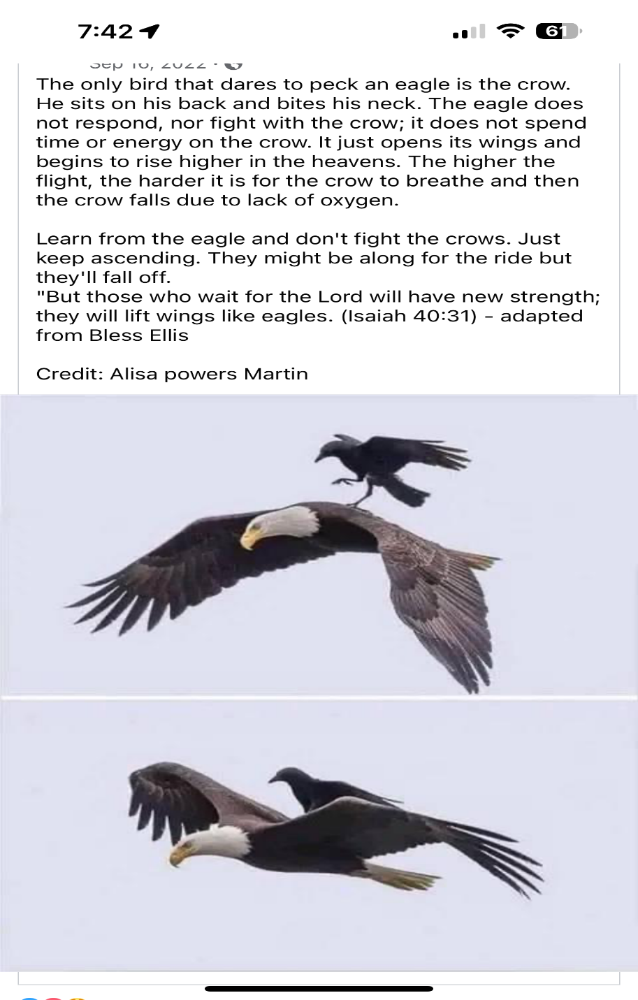 7:42
61
Sep 16, 2022 ·
The only bird that dares to peck an eagle is the crow.
He sits on his back and bites his neck. The eagle does
not respond, nor fight with the crow; it does not spend
time or energy on the crow. It just opens its wings and
begins to rise higher in the heavens. The higher the
flight, the harder it is for the crow to breathe and then
the crow falls due to lack of oxygen.
Learn from the eagle and don't fight the crows. Just
keep ascending. They might be along for the ride but
they'll fall off.
"But those who wait for the Lord will have new strength;
they will lift wings like eagles. (Isaiah 40:31) - adapted
from Bless Ellis
Credit: Alisa powers Martin